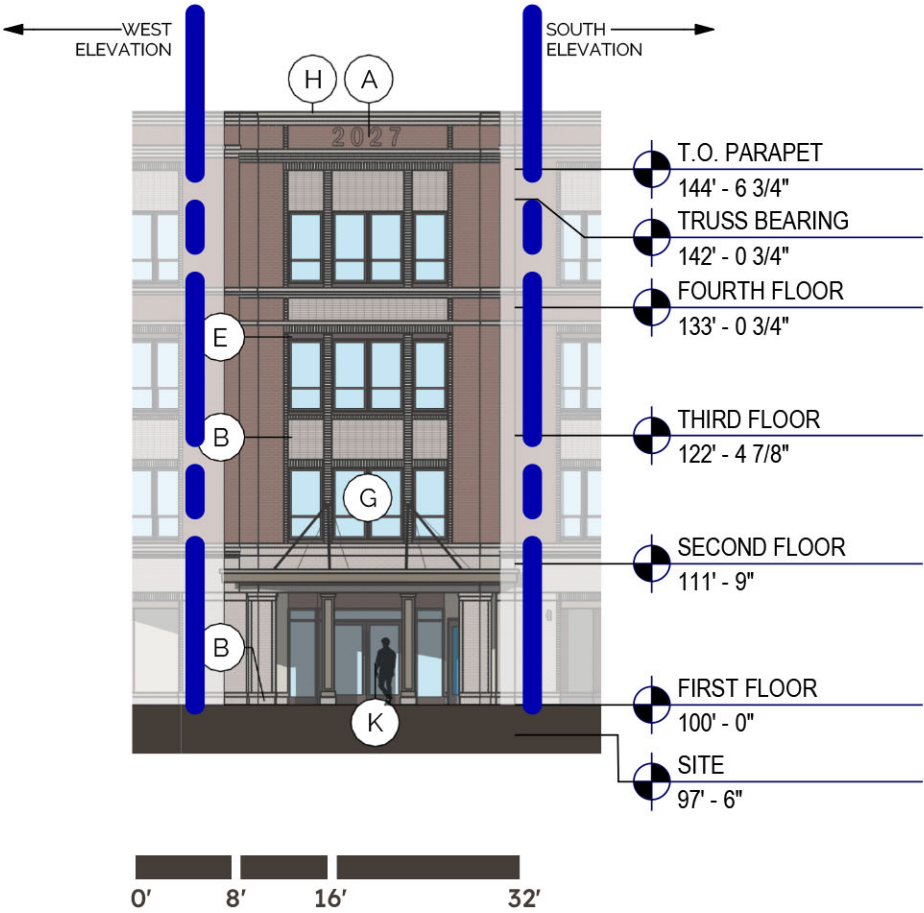 WEST
ELEVATION
SOUTH
ELEVATION
H
A
2027
T.O. PARAPET
144' - 6 3/4"
TRUSS BEARING
142' - 0 3/4"
FOURTH FLOOR
133' - 0 3/4"
E
B
THIRD FLOOR
122' - 4 7/8"
G
SECOND FLOOR
111' - 9"
B
FIRST FLOOR
100' - 0"
K
SITE
97' - 6"
0' 8' 16' 32'